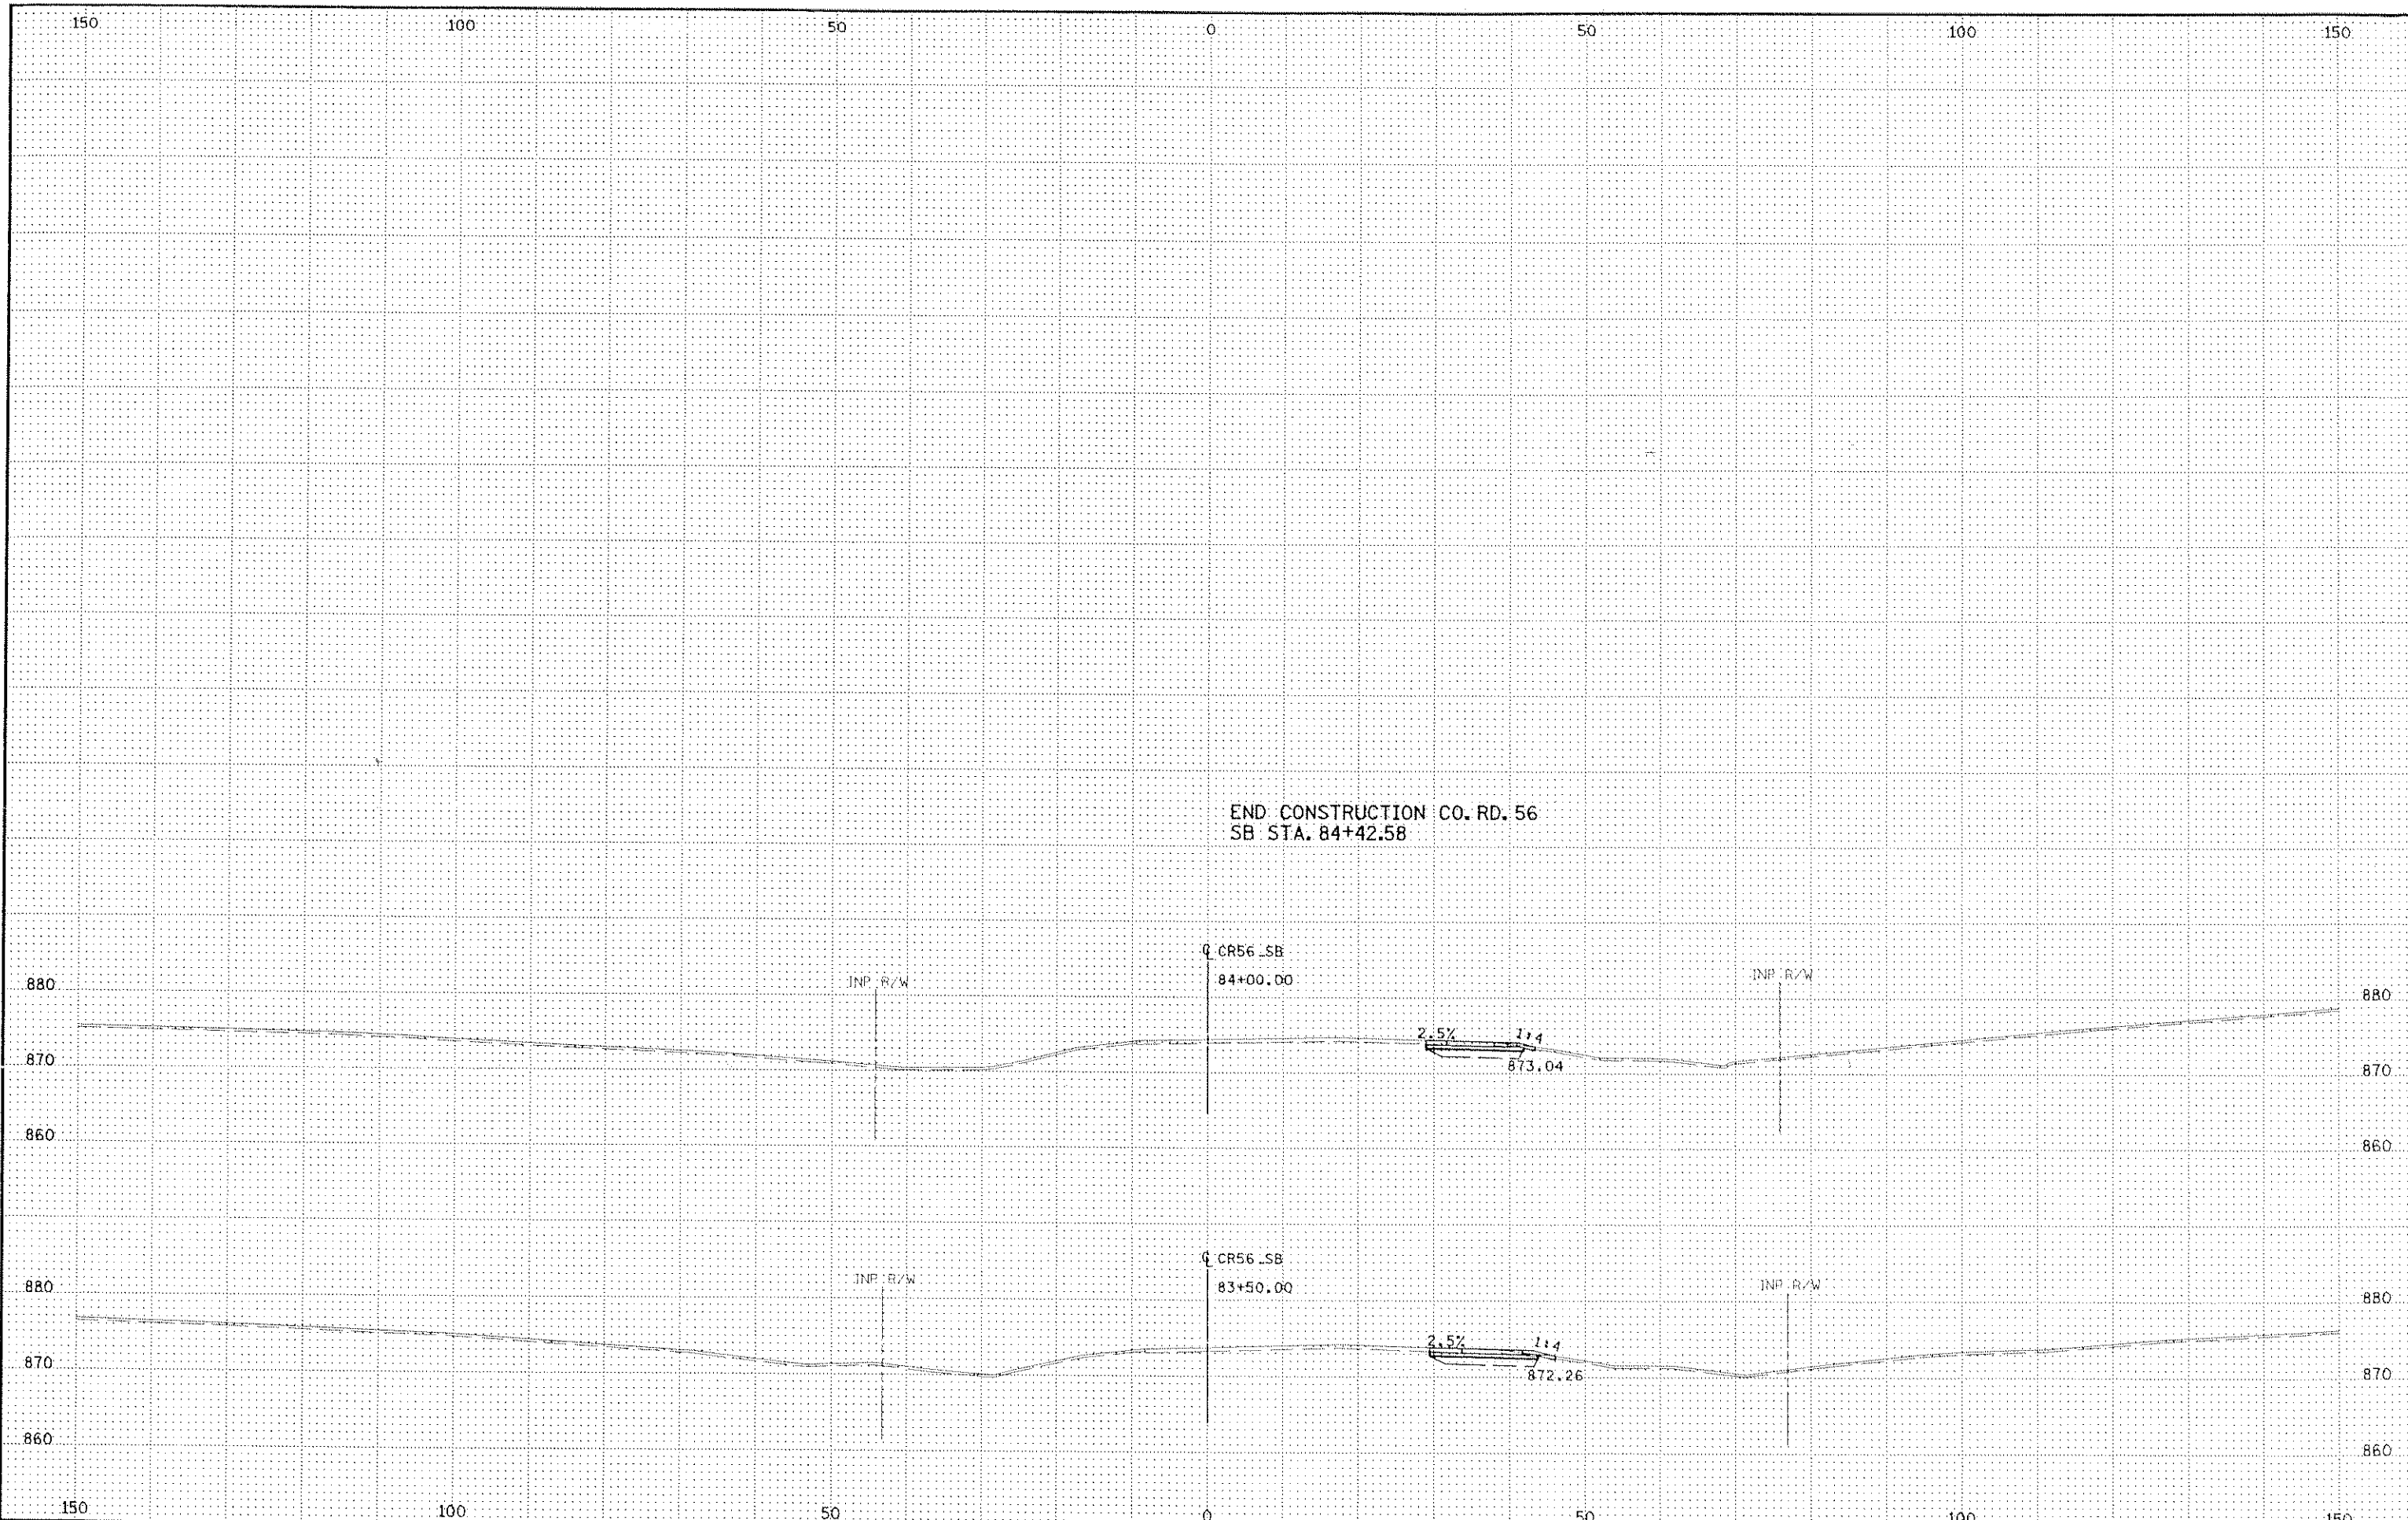 150 100 50 0 50 100 150
END CONSTRUCTION CO. RD. 56
SB STA. 84+42.58
℄ CR56_SB
84+00.00
INP R/W
INP R/W
880
880
2.5%
1:4
873.04
870
870
860
860
℄ CR56_SB
83+50.00
INP R/W
INP R/W
880
880
2.5%
1:4
872.26
870
870
860
860
150 100 50 0 50 100 150